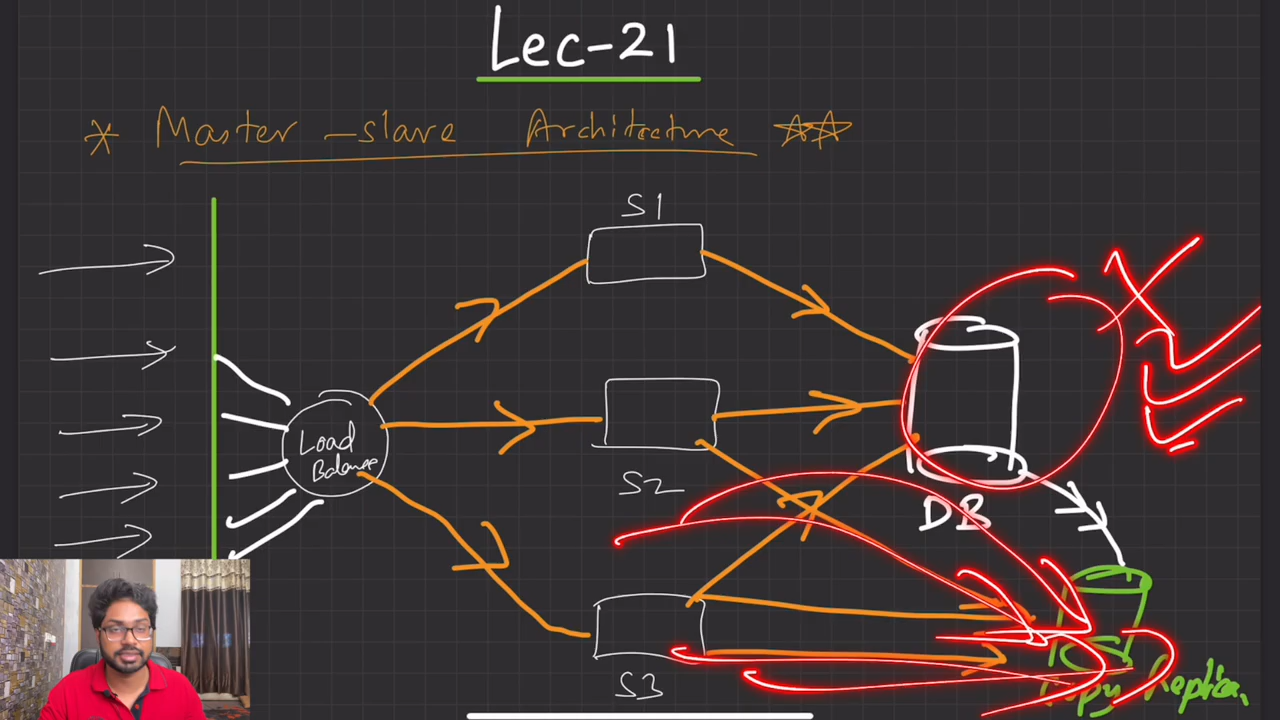 Lec-21
* Master-slave Architecture
S1
Load
Balancer
S2
DB
S3
Replica